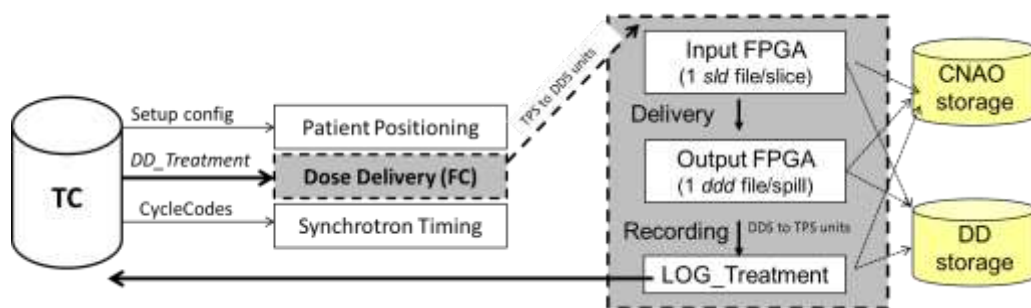 TC
Setup config
DD_Treatment
CycleCodes
Patient Positioning
Dose Delivery (FC)
Synchrotron Timing
TPS to DDS units
Input FPGA
(1 sld file/slice)
Delivery
Output FPGA
(1 ddd file/spill)
Recording
DDS to TPS units
LOG_Treatment
CNAO
storage
DD
storage